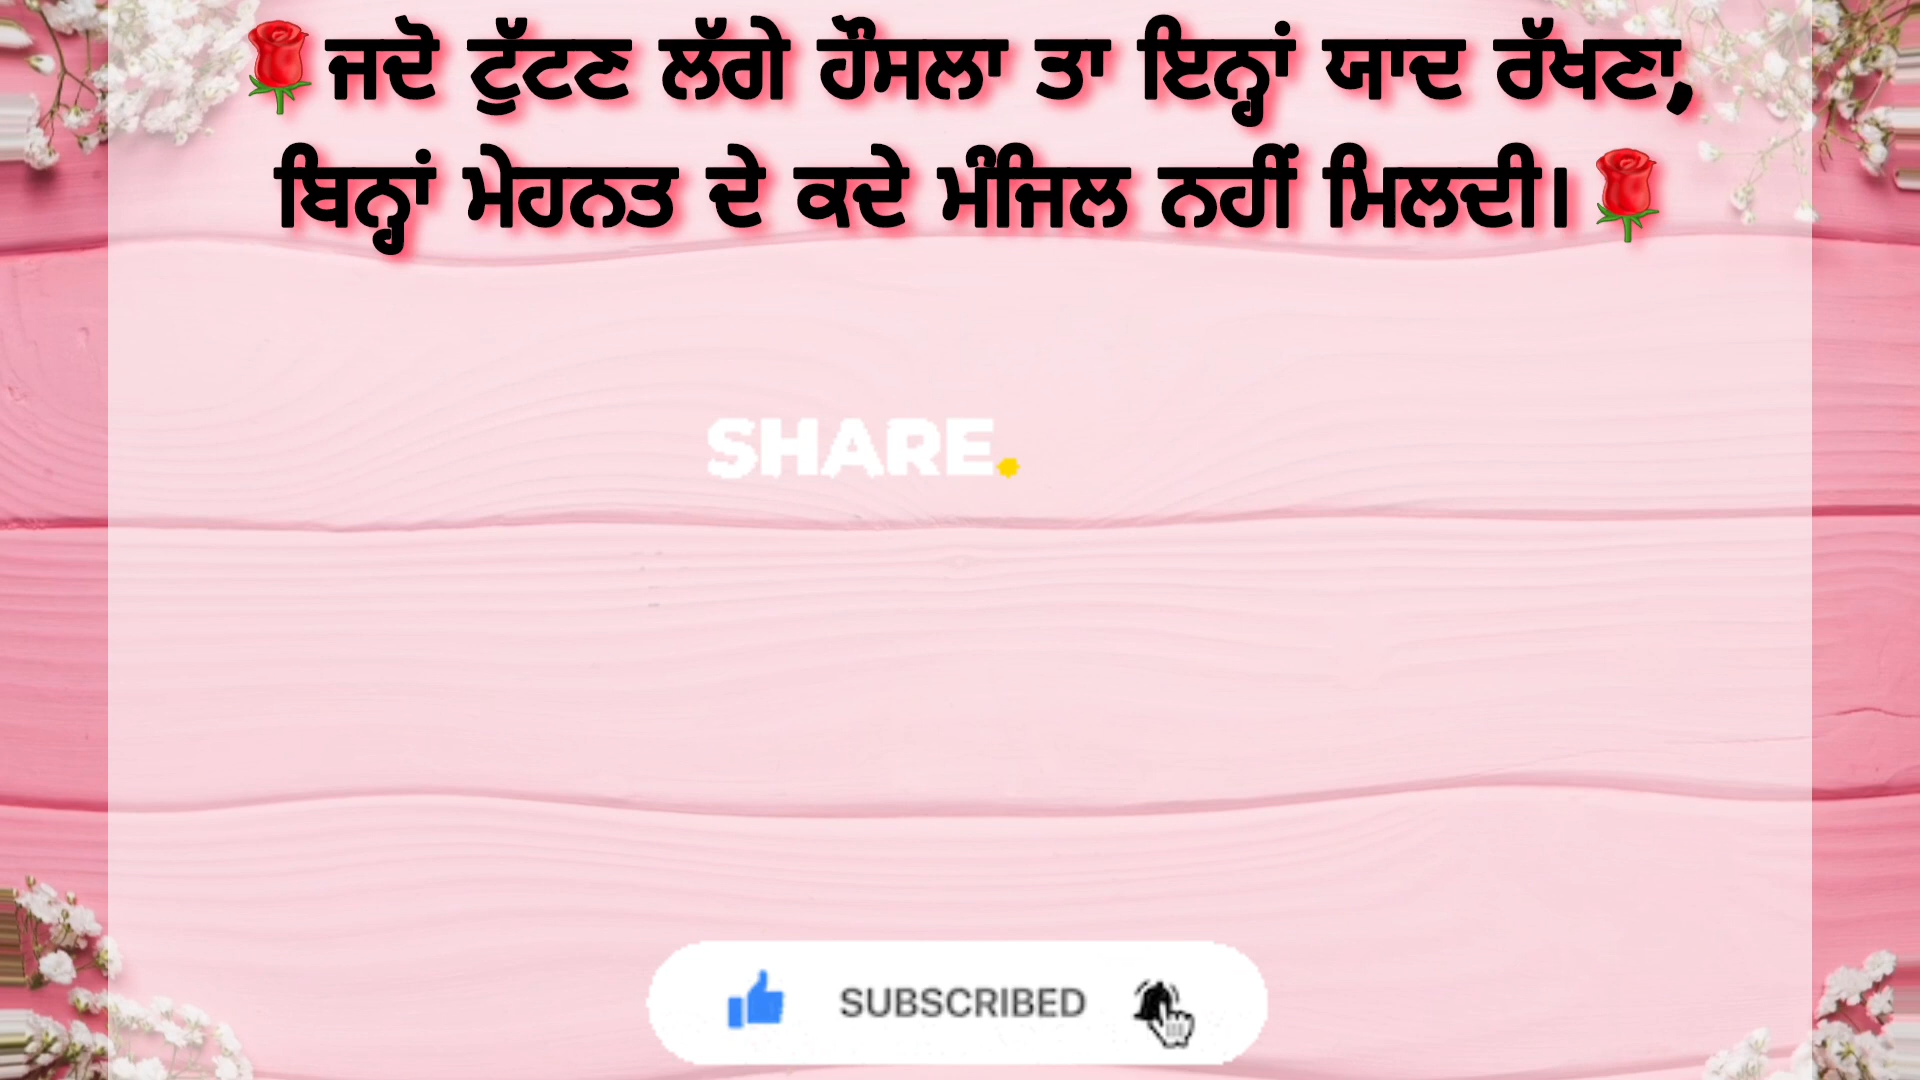 🌹ਜਦੋ ਟੁੱਟਣ ਲੱਗੇ ਹੌਸਲਾ ਤਾ ਇਨ੍ਹਾਂ ਯਾਦ ਰੱਖਣਾ,
ਬਿਨ੍ਹਾਂ ਮੇਹਨਤ ਦੇ ਕਦੇ ਮੰਜਿਲ ਨਹੀਂ ਮਿਲਦੀ।🌹
SHARE.
SUBSCRIBED